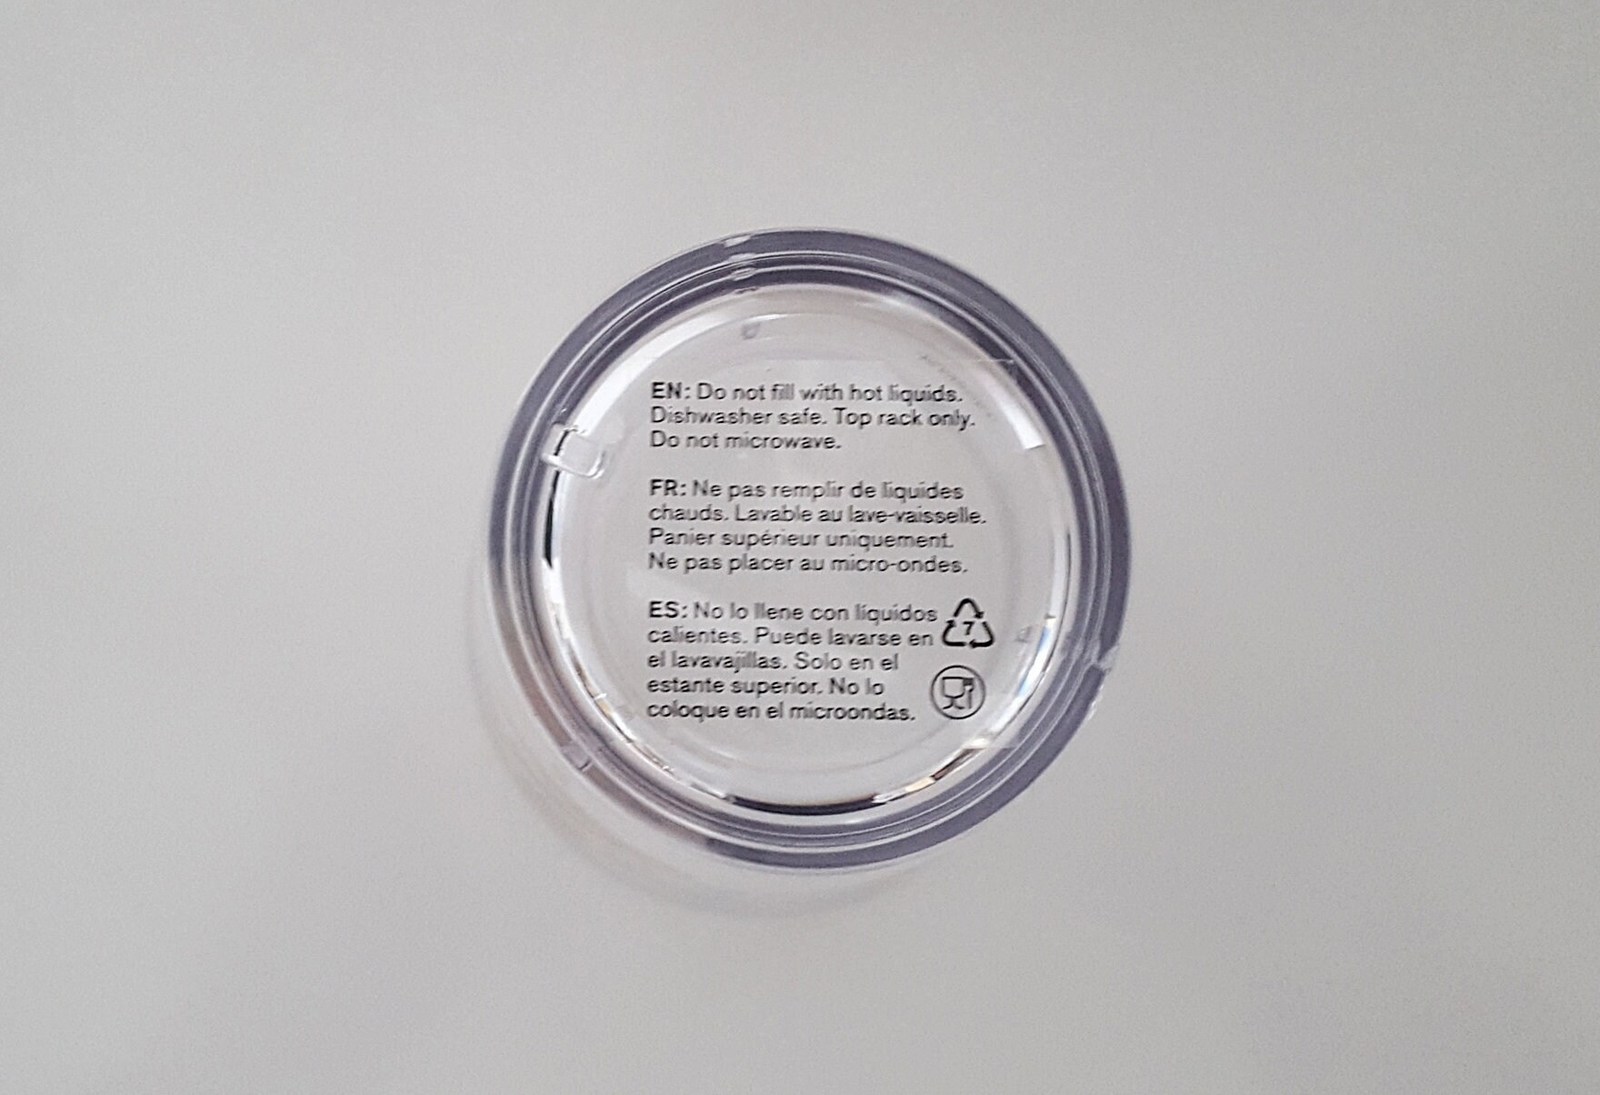 EN: Do not fill with hot liquids.
Dishwasher safe. Top rack only.
Do not microwave.
FR: Ne pas remplir de liquides
chauds. Lavable au lave-vaisselle.
Panier supérieur uniquement.
Ne pas placer au micro-ondes.
ES: No lo llene con líquidos
calientes. Puede lavarse en
el lavavajillas. Solo en el
estante superior. No lo
coloque en el microondas.
7